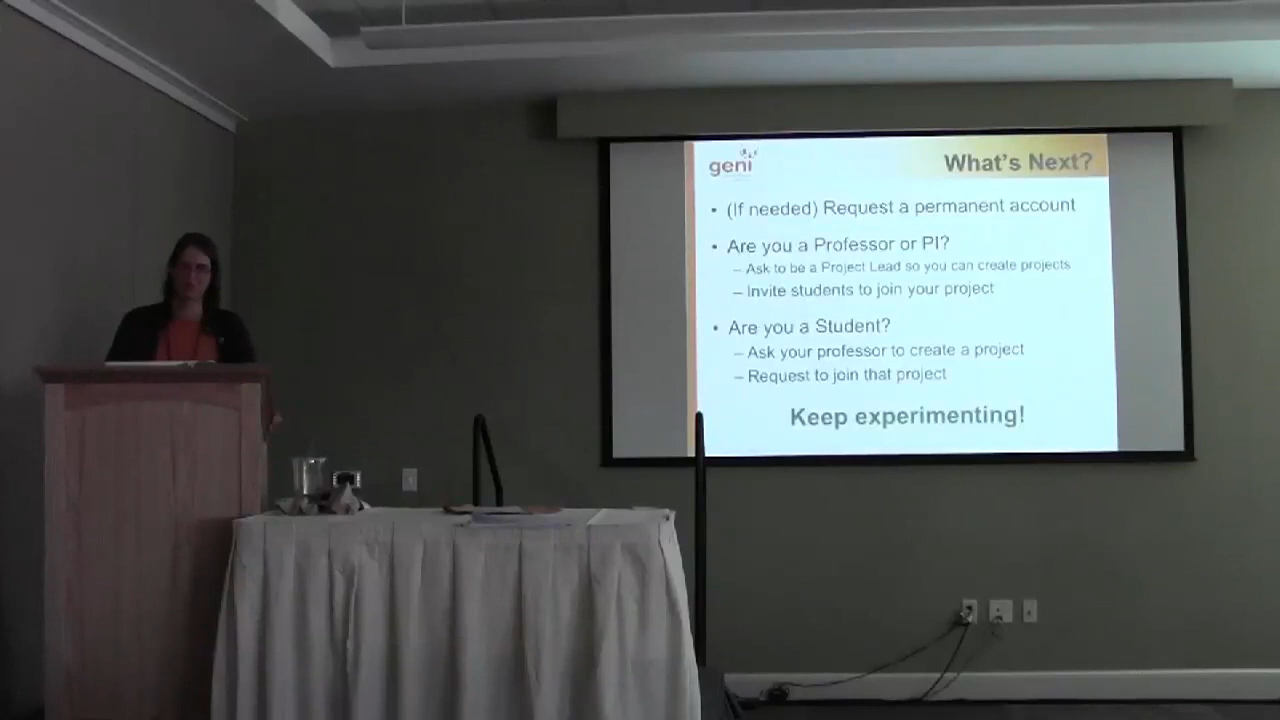 geni
What's Next?
• (If needed) Request a permanent account
• Are you a Professor or PI?
– Ask to be a Project Lead so you can create projects
– Invite students to join your project
• Are you a Student?
– Ask your professor to create a project
– Request to join that project
Keep experimenting!